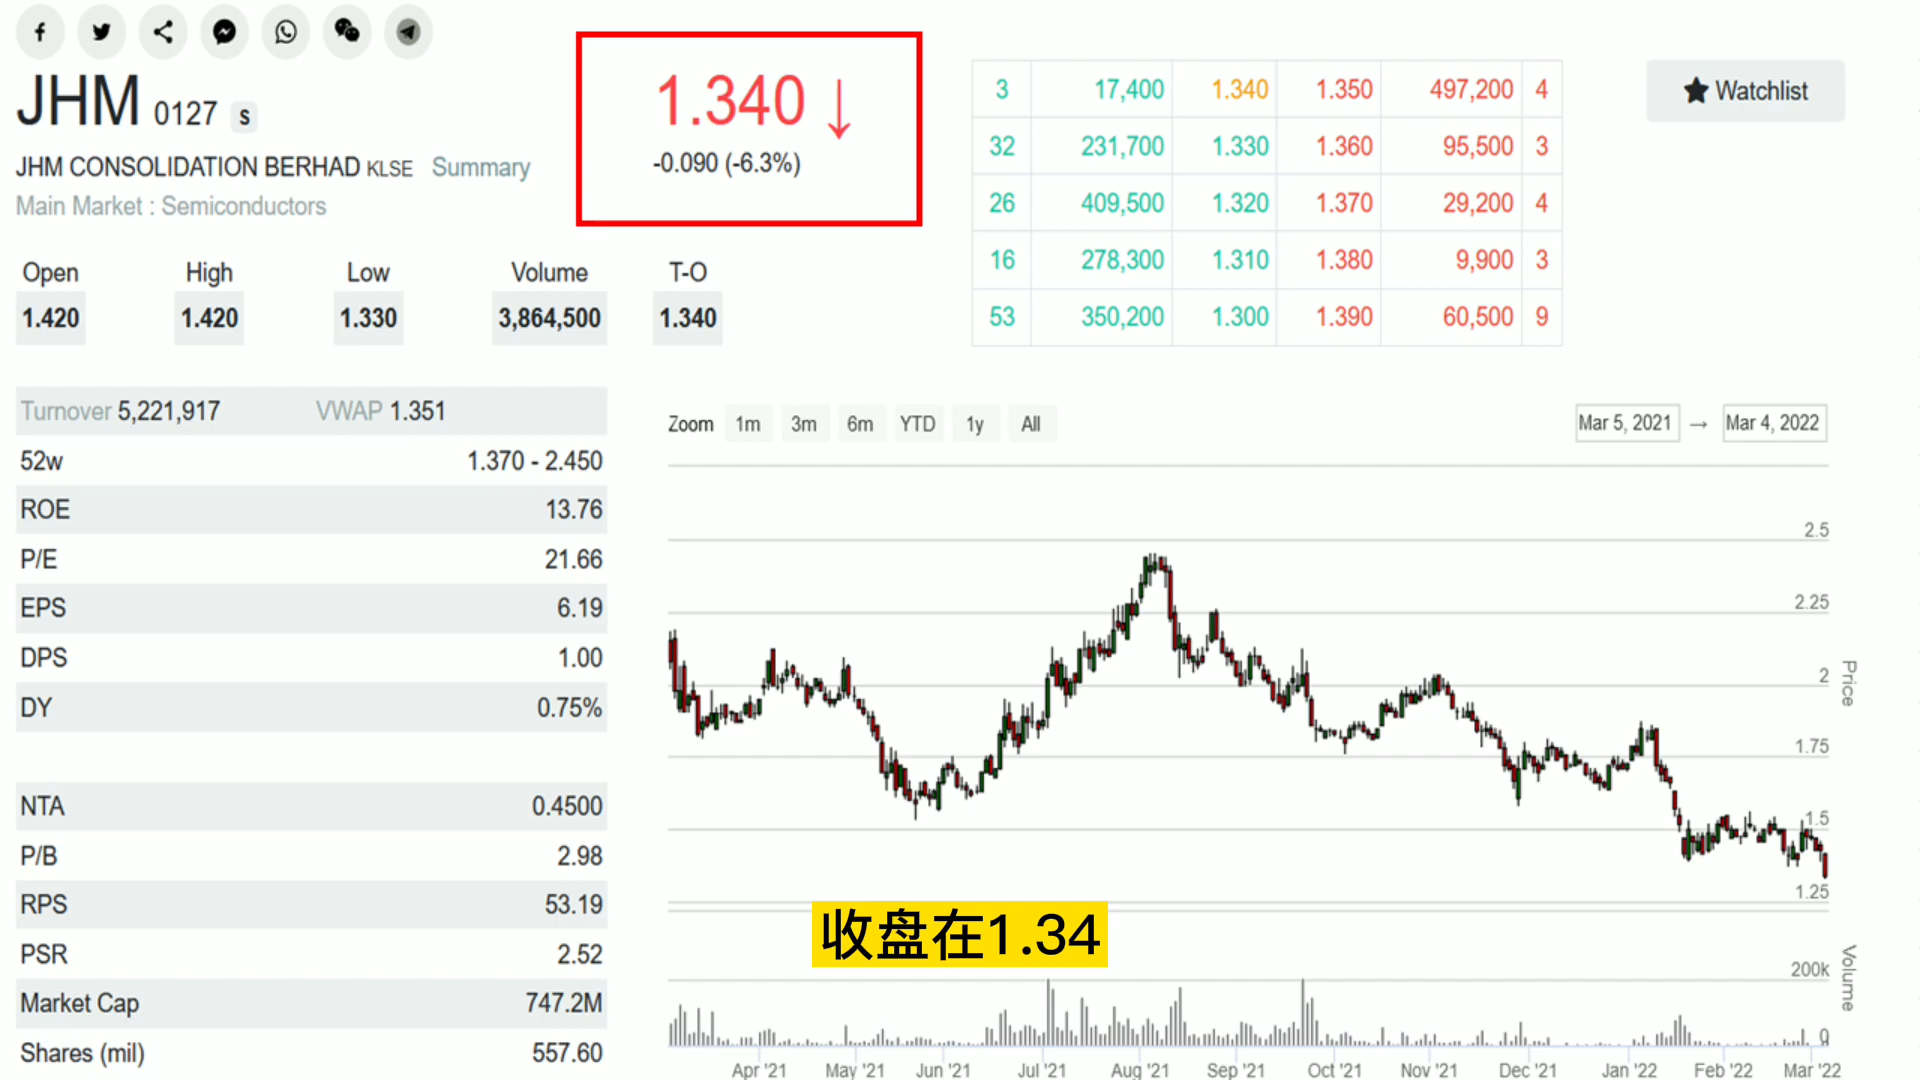 JHM 0127 s
JHM CONSOLIDATION BERHAD KLSE Summary
Main Market : Semiconductors
1.340 ↓
-0.090 (-6.3%)
3 17,400 1.340 1.350 497,200 4
32 231,700 1.330 1.360 95,500 3
26 409,500 1.320 1.370 29,200 4
16 278,300 1.310 1.380 9,900 3
53 350,200 1.300 1.390 60,500 9
Watchlist
Open High Low Volume T-O
1.420 1.420 1.330 3,864,500 1.340
Turnover 5,221,917 VWAP 1.351
52w 1.370 - 2.450
ROE 13.76
P/E 21.66
EPS 6.19
DPS 1.00
DY 0.75%
NTA 0.4500
P/B 2.98
RPS 53.19
PSR 2.52
Market Cap 747.2M
Shares (mil) 557.60
Zoom 1m 3m 6m YTD 1y All
Mar 5, 2021 → Mar 4, 2022
2.5
2.25
2
1.75
1.5
1.25
Price
收盘在1.34
200k
0
Volume
Apr '21 May '21 Jun '21 Jul '21 Aug '21 Sep '21 Oct '21 Nov '21 Dec '21 Jan '22 Feb '22 Mar '22